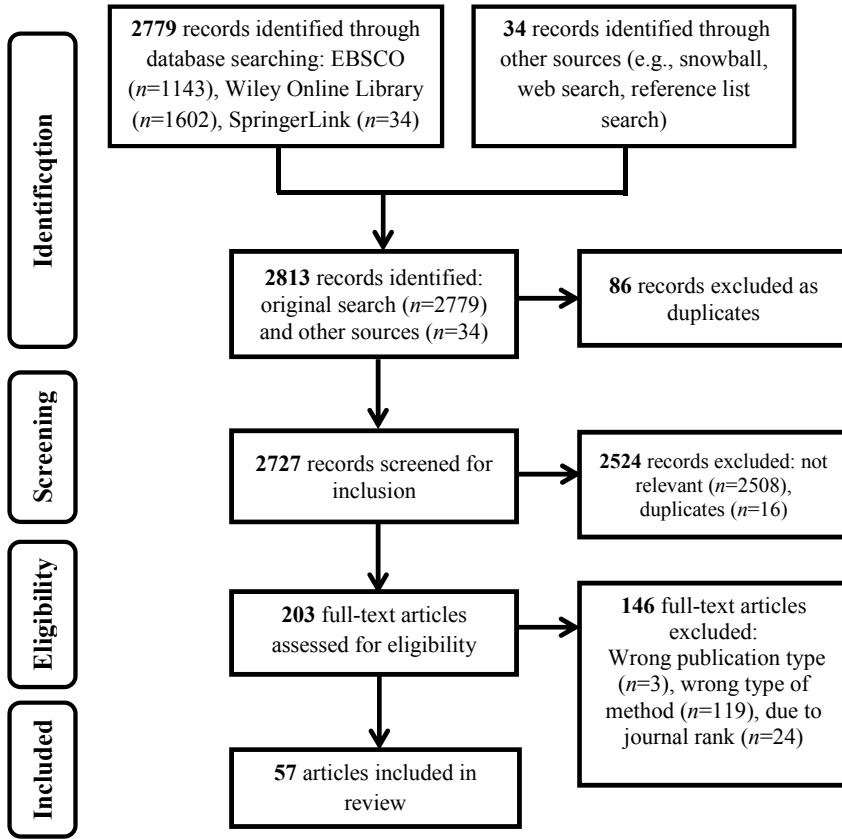 Identificqtion
2779 records identified through
database searching: EBSCO
(n=1143), Wiley Online Library
(n=1602), SpringerLink (n=34)
34 records identified through
other sources (e.g., snowball,
web search, reference list
search)
2813 records identified:
original search (n=2779)
and other sources (n=34)
86 records excluded as
duplicates
Screening
2727 records screened for
inclusion
2524 records excluded: not
relevant (n=2508),
duplicates (n=16)
Eligibility
203 full-text articles
assessed for eligibility
146 full-text articles
excluded:
Wrong publication type
(n=3), wrong type of
method (n=119), due to
journal rank (n=24)
Included
57 articles included in
review